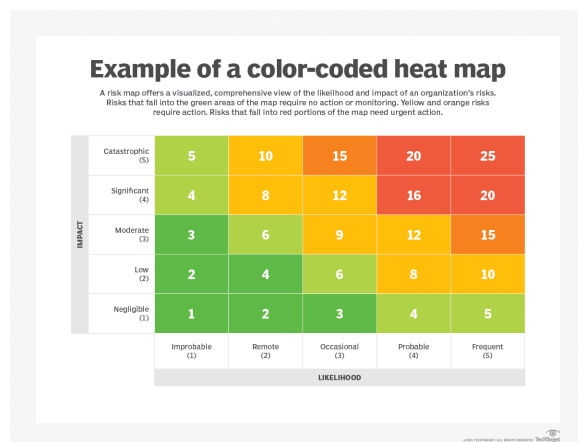 Example of a color-coded heat map
A risk map offers a visualized, comprehensive view of the likelihood and impact of an organization's risks.
Risks that fall into the green areas of the map require no action or monitoring. Yellow and orange risks
require action. Risks that fall into red portions of the map need urgent action.
IMPACT
Catastrophic
(5)
5 10 15 20 25
Significant
(4)
4 8 12 16 20
Moderate
(3)
3 6 9 12 15
Low
(2)
2 4 6 8 10
Negligible
(1)
1 2 3 4 5
Improbable Remote Occasional Probable Frequent
(1) (2) (3) (4) (5)
LIKELIHOOD
TechTarget